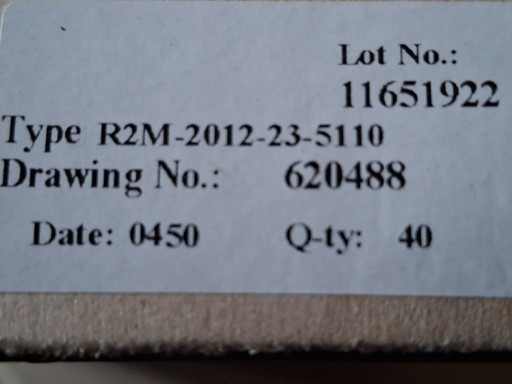 Lot No.:
11651922
Type R2M-2012-23-5110
Drawing No.: 620488
Date: 0450 Q-ty: 40